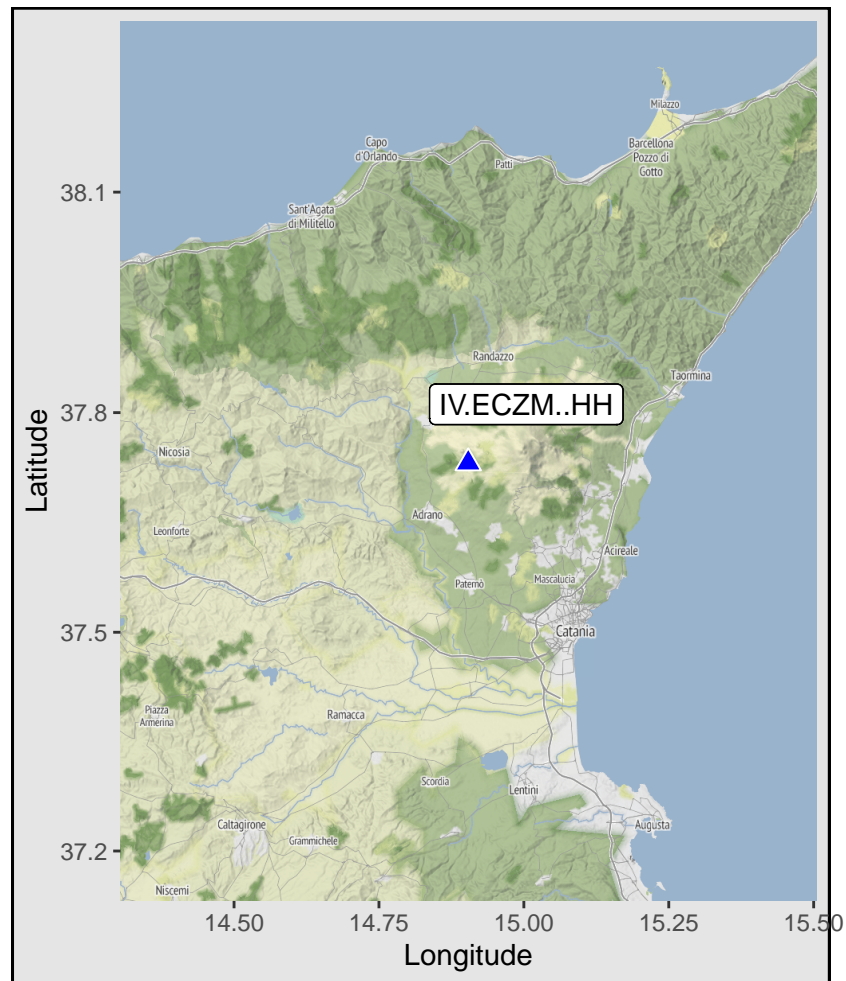 Milazzo
Capo
d'Orlando
Barcellona
Pozzo di
Gotto
Patti
38.1
Sant'Agata
di Militello
Randazzo
Taormina
IV.ECZM..HH
37.8
Latitude
Nicosia
Adrano
Leonforte
Acireale
Paternò
Mascalucia
37.5
Catania
Piazza
Armerina
Ramacca
Scordia
Lentini
Caltagirone
Augusta
Grammichele
37.2
Niscemi
14.50 14.75 15.00 15.25 15.50
Longitude